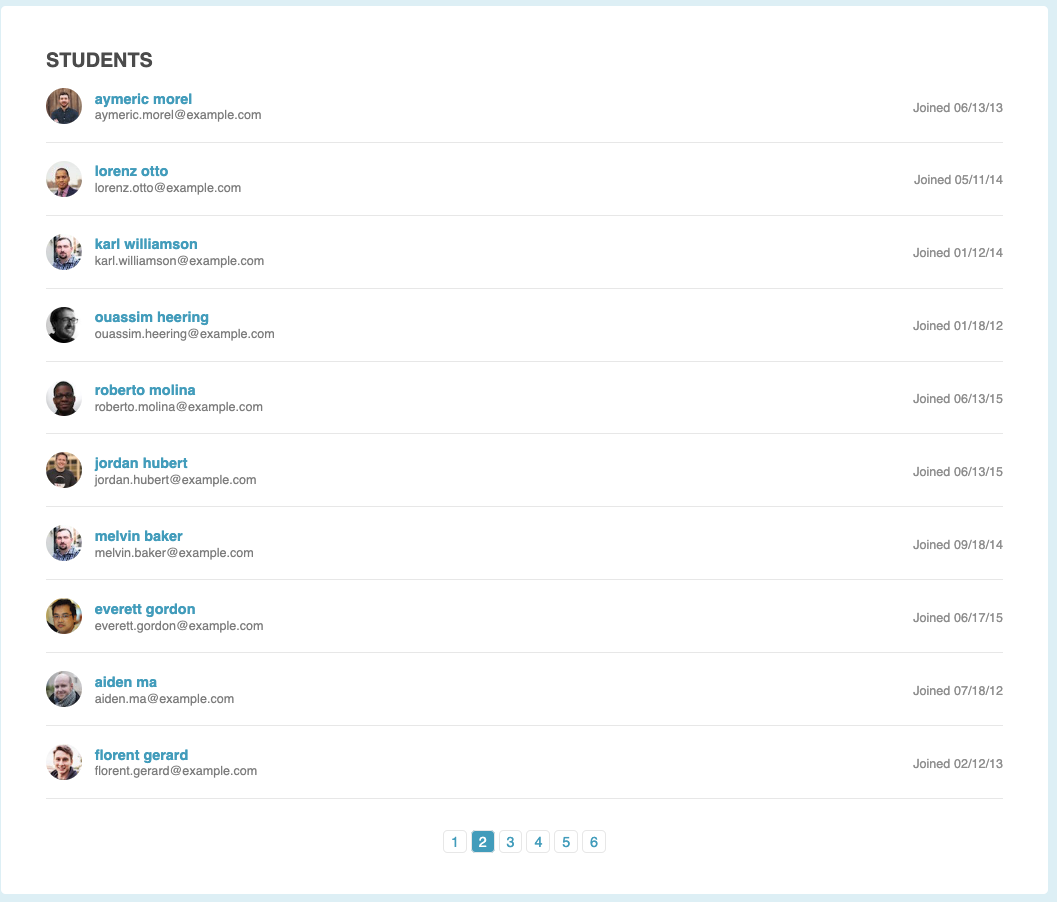 STUDENTS
aymeric morel
aymeric.morel@example.com
Joined 06/13/13
lorenz otto
lorenz.otto@example.com
Joined 05/11/14
karl williamson
karl.williamson@example.com
Joined 01/12/14
ouassim heering
ouassim.heering@example.com
Joined 01/18/12
roberto molina
roberto.molina@example.com
Joined 06/13/15
jordan hubert
jordan.hubert@example.com
Joined 06/13/15
melvin baker
melvin.baker@example.com
Joined 09/18/14
everett gordon
everett.gordon@example.com
Joined 06/17/15
aiden ma
aiden.ma@example.com
Joined 07/18/12
florent gerard
florent.gerard@example.com
Joined 02/12/13
1 2 3 4 5 6